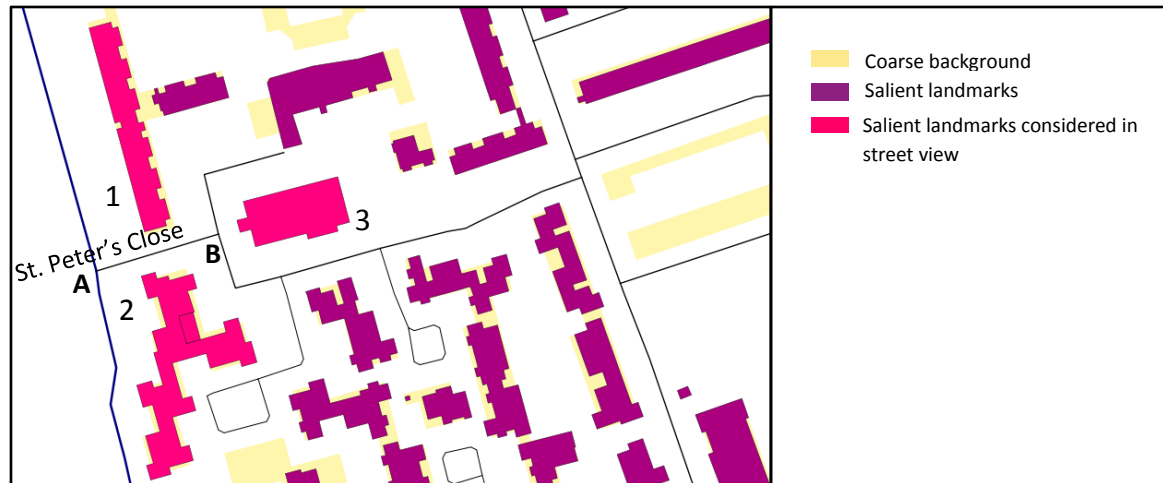 1
St. Peter's Close
A
B
2
3
Coarse background
Salient landmarks
Salient landmarks considered in
street view